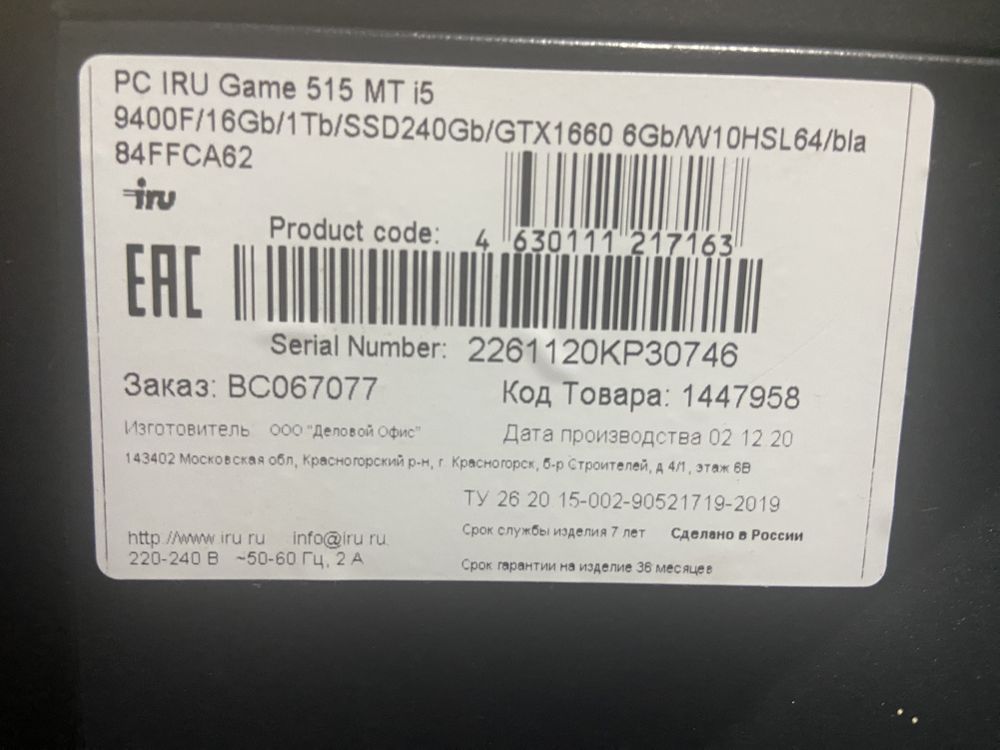 PC IRU Game 515 MT i5
9400F/16Gb/1Tb/SSD240Gb/GTX1660 6Gb/W10HSL64/bla
84FFCA62
iru
Product code: 4 630111 217163
EAC
Serial Number: 2261120KP30746
Заказ: BC067077 Код Товара: 1447958
Изготовитель ООО "Деловой Офис" Дата производства 02 12 20
143402 Московская обл, Красногорский р-н, г Красногорск, б-р Строителей, д 4/1, этаж 6В
ТУ 26 20 15-002-90521719-2019
http //www iru ru info@iru ru Срок службы изделия 7 лет Сделано в России
220-240 В ~50-60 Гц, 2 А Срок гарантии на изделие 36 месяцев